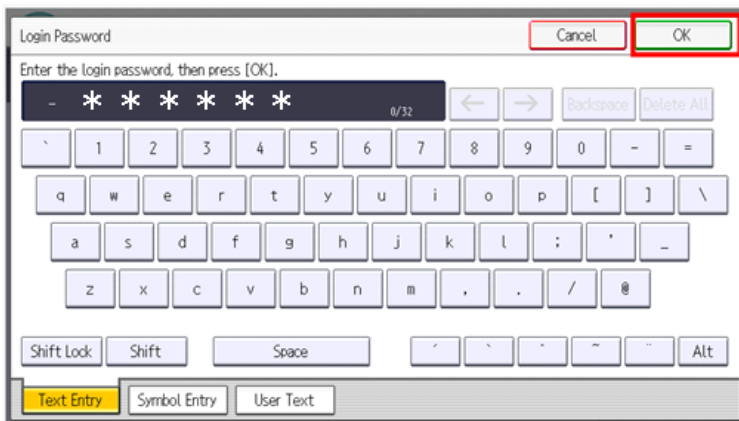 Login Password Cancel OK
Enter the login password, then press [OK].
- ****** 0/32 ← → Backspace Delete All
` 1 2 3 4 5 6 7 8 9 0 - =
q w e r t y u i o p [ ] \
a s d f g h j k l ; ' _
z x c v b n m , . / @
Shift Lock Shift Space ´ ` ˆ ~ ¨ Alt
Text Entry Symbol Entry User Text